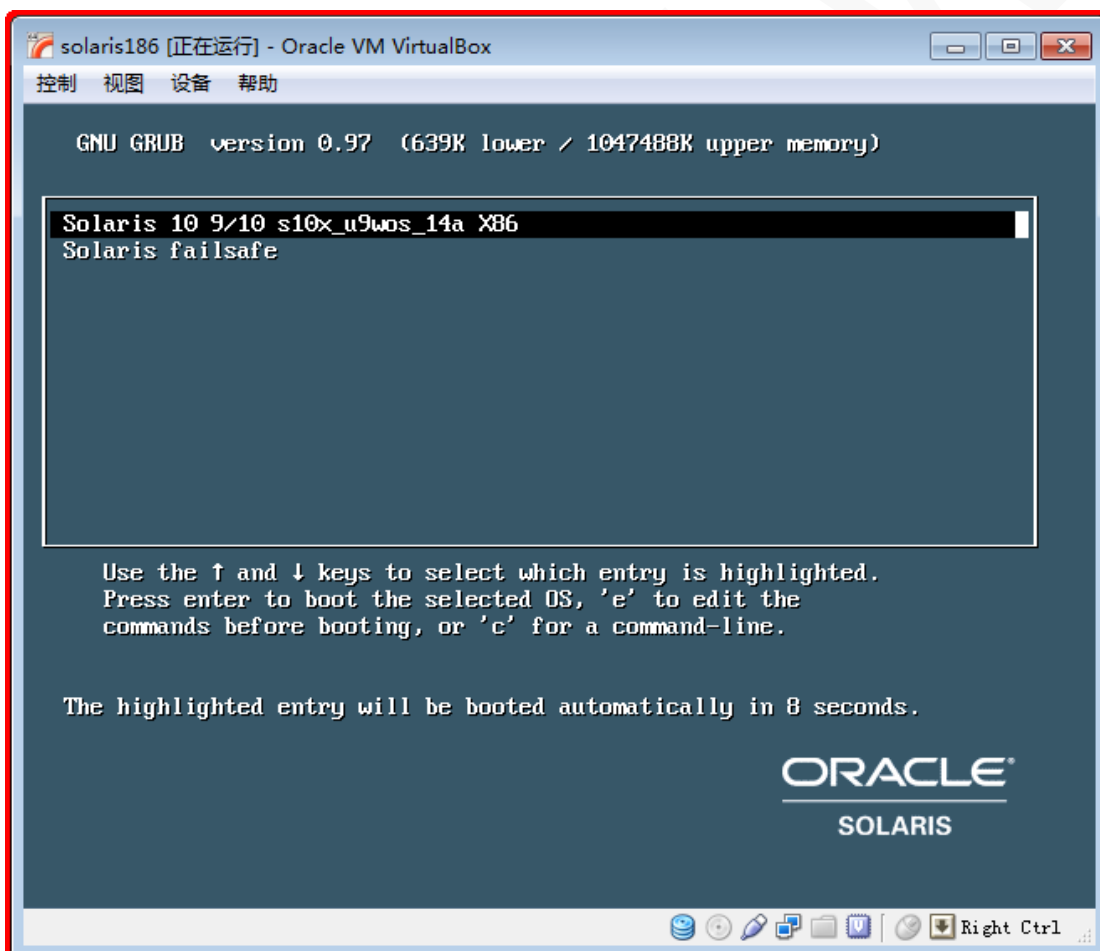 solaris186 [正在运行] - Oracle VM VirtualBox
控制 视图 设备 帮助
GNU GRUB version 0.97 (639K lower / 1047488K upper memory)
Solaris 10 9/10 s10x_u9wos_14a X86
Solaris failsafe
Use the ↑ and ↓ keys to select which entry is highlighted.
Press enter to boot the selected OS, 'e' to edit the
commands before booting, or 'c' for a command-line.
The highlighted entry will be booted automatically in 8 seconds.
ORACLE®
SOLARIS
Right Ctrl